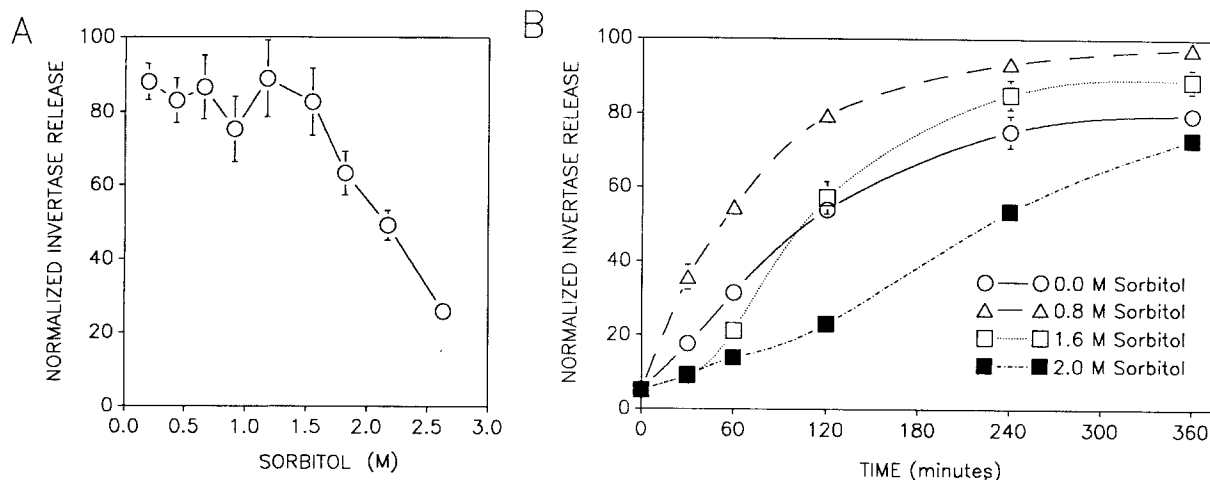 A
NORMALIZED INVERTASE RELEASE
100
80
60
40
20
0
0.0 0.5 1.0 1.5 2.0 2.5 3.0
SORBITOL (M)
B
NORMALIZED INVERTASE RELEASE
100
80
60
40
20
0
0.0 M Sorbitol
0.8 M Sorbitol
1.6 M Sorbitol
2.0 M Sorbitol
0 60 120 180 240 300 360
TIME (minutes)